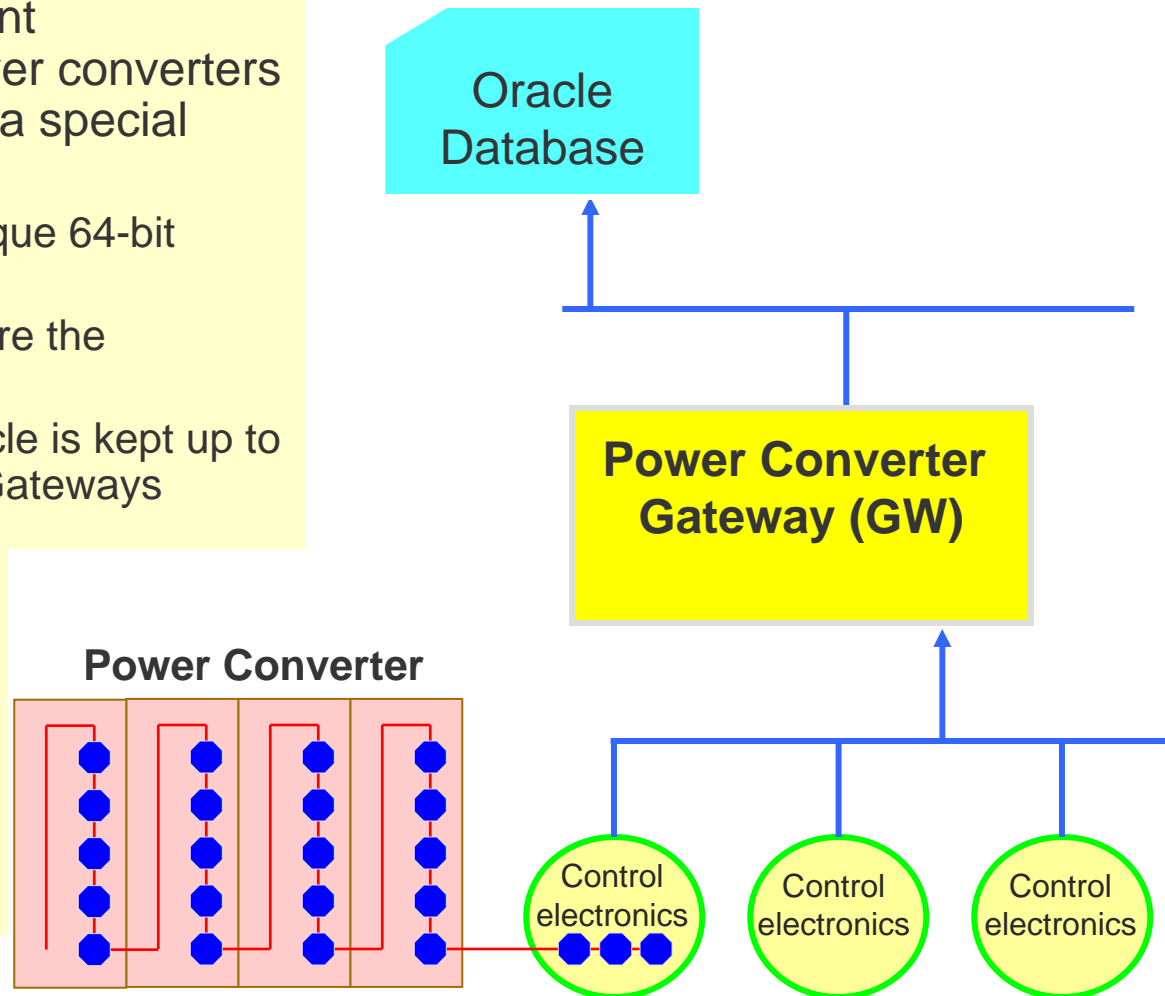 nt
ver converters
a special
que 64-bit
re the
cle is kept up to
Gateways
Oracle
Database
Power Converter
Gateway (GW)
Power Converter
Control
electronics
Control
electronics
Control
electronics